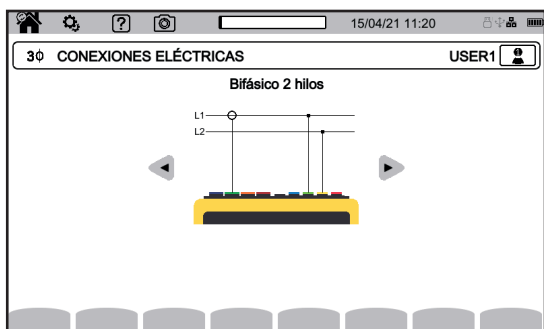 15/04/21 11:20
3ϕ CONEXIONES ELÉCTRICAS USER1
Bifásico 2 hilos
L1
L2